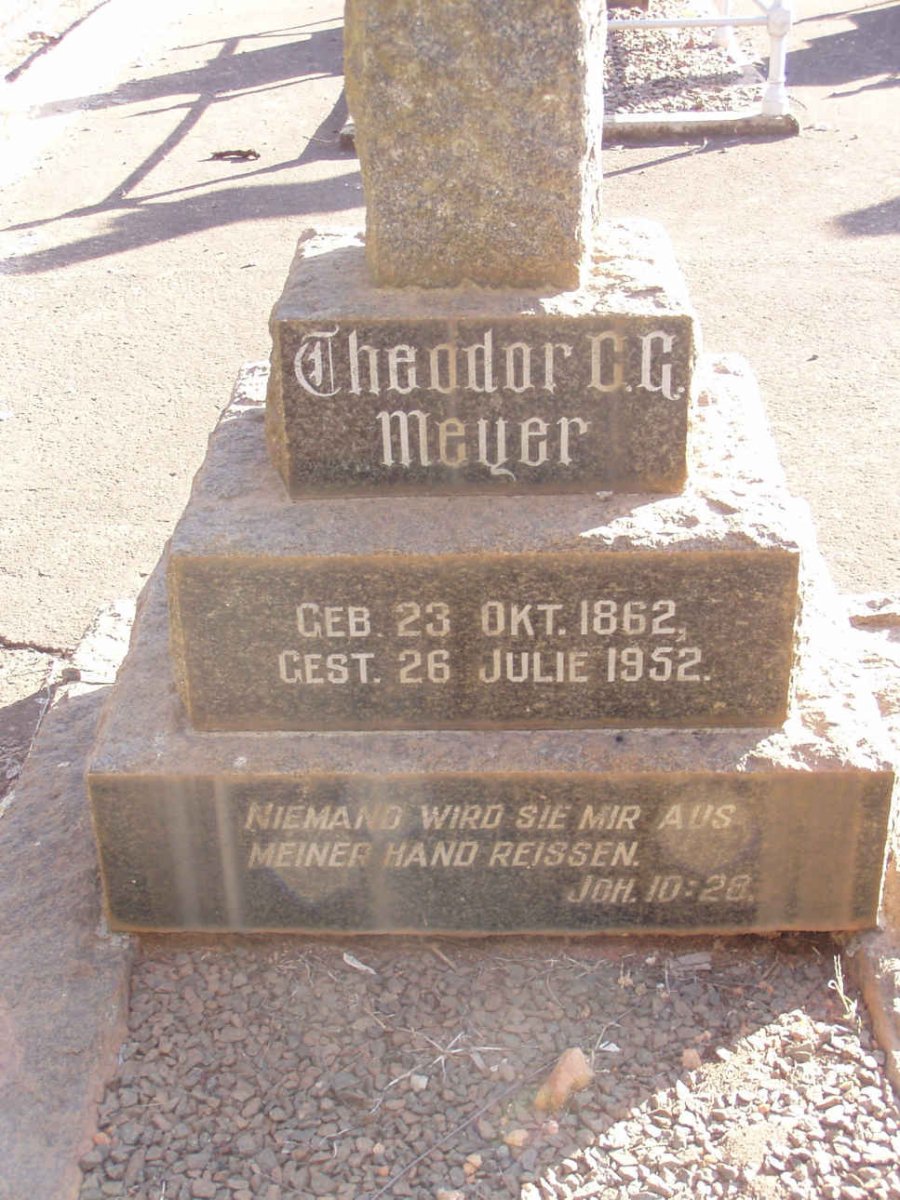 Theodor C.G.
Meyer
GEB. 23 OKT. 1862,
GEST. 26 JULIE 1952.
NIEMAND WIRD SIE MIR AUS
MEINER HAND REISSEN.
JOH. 10:28.